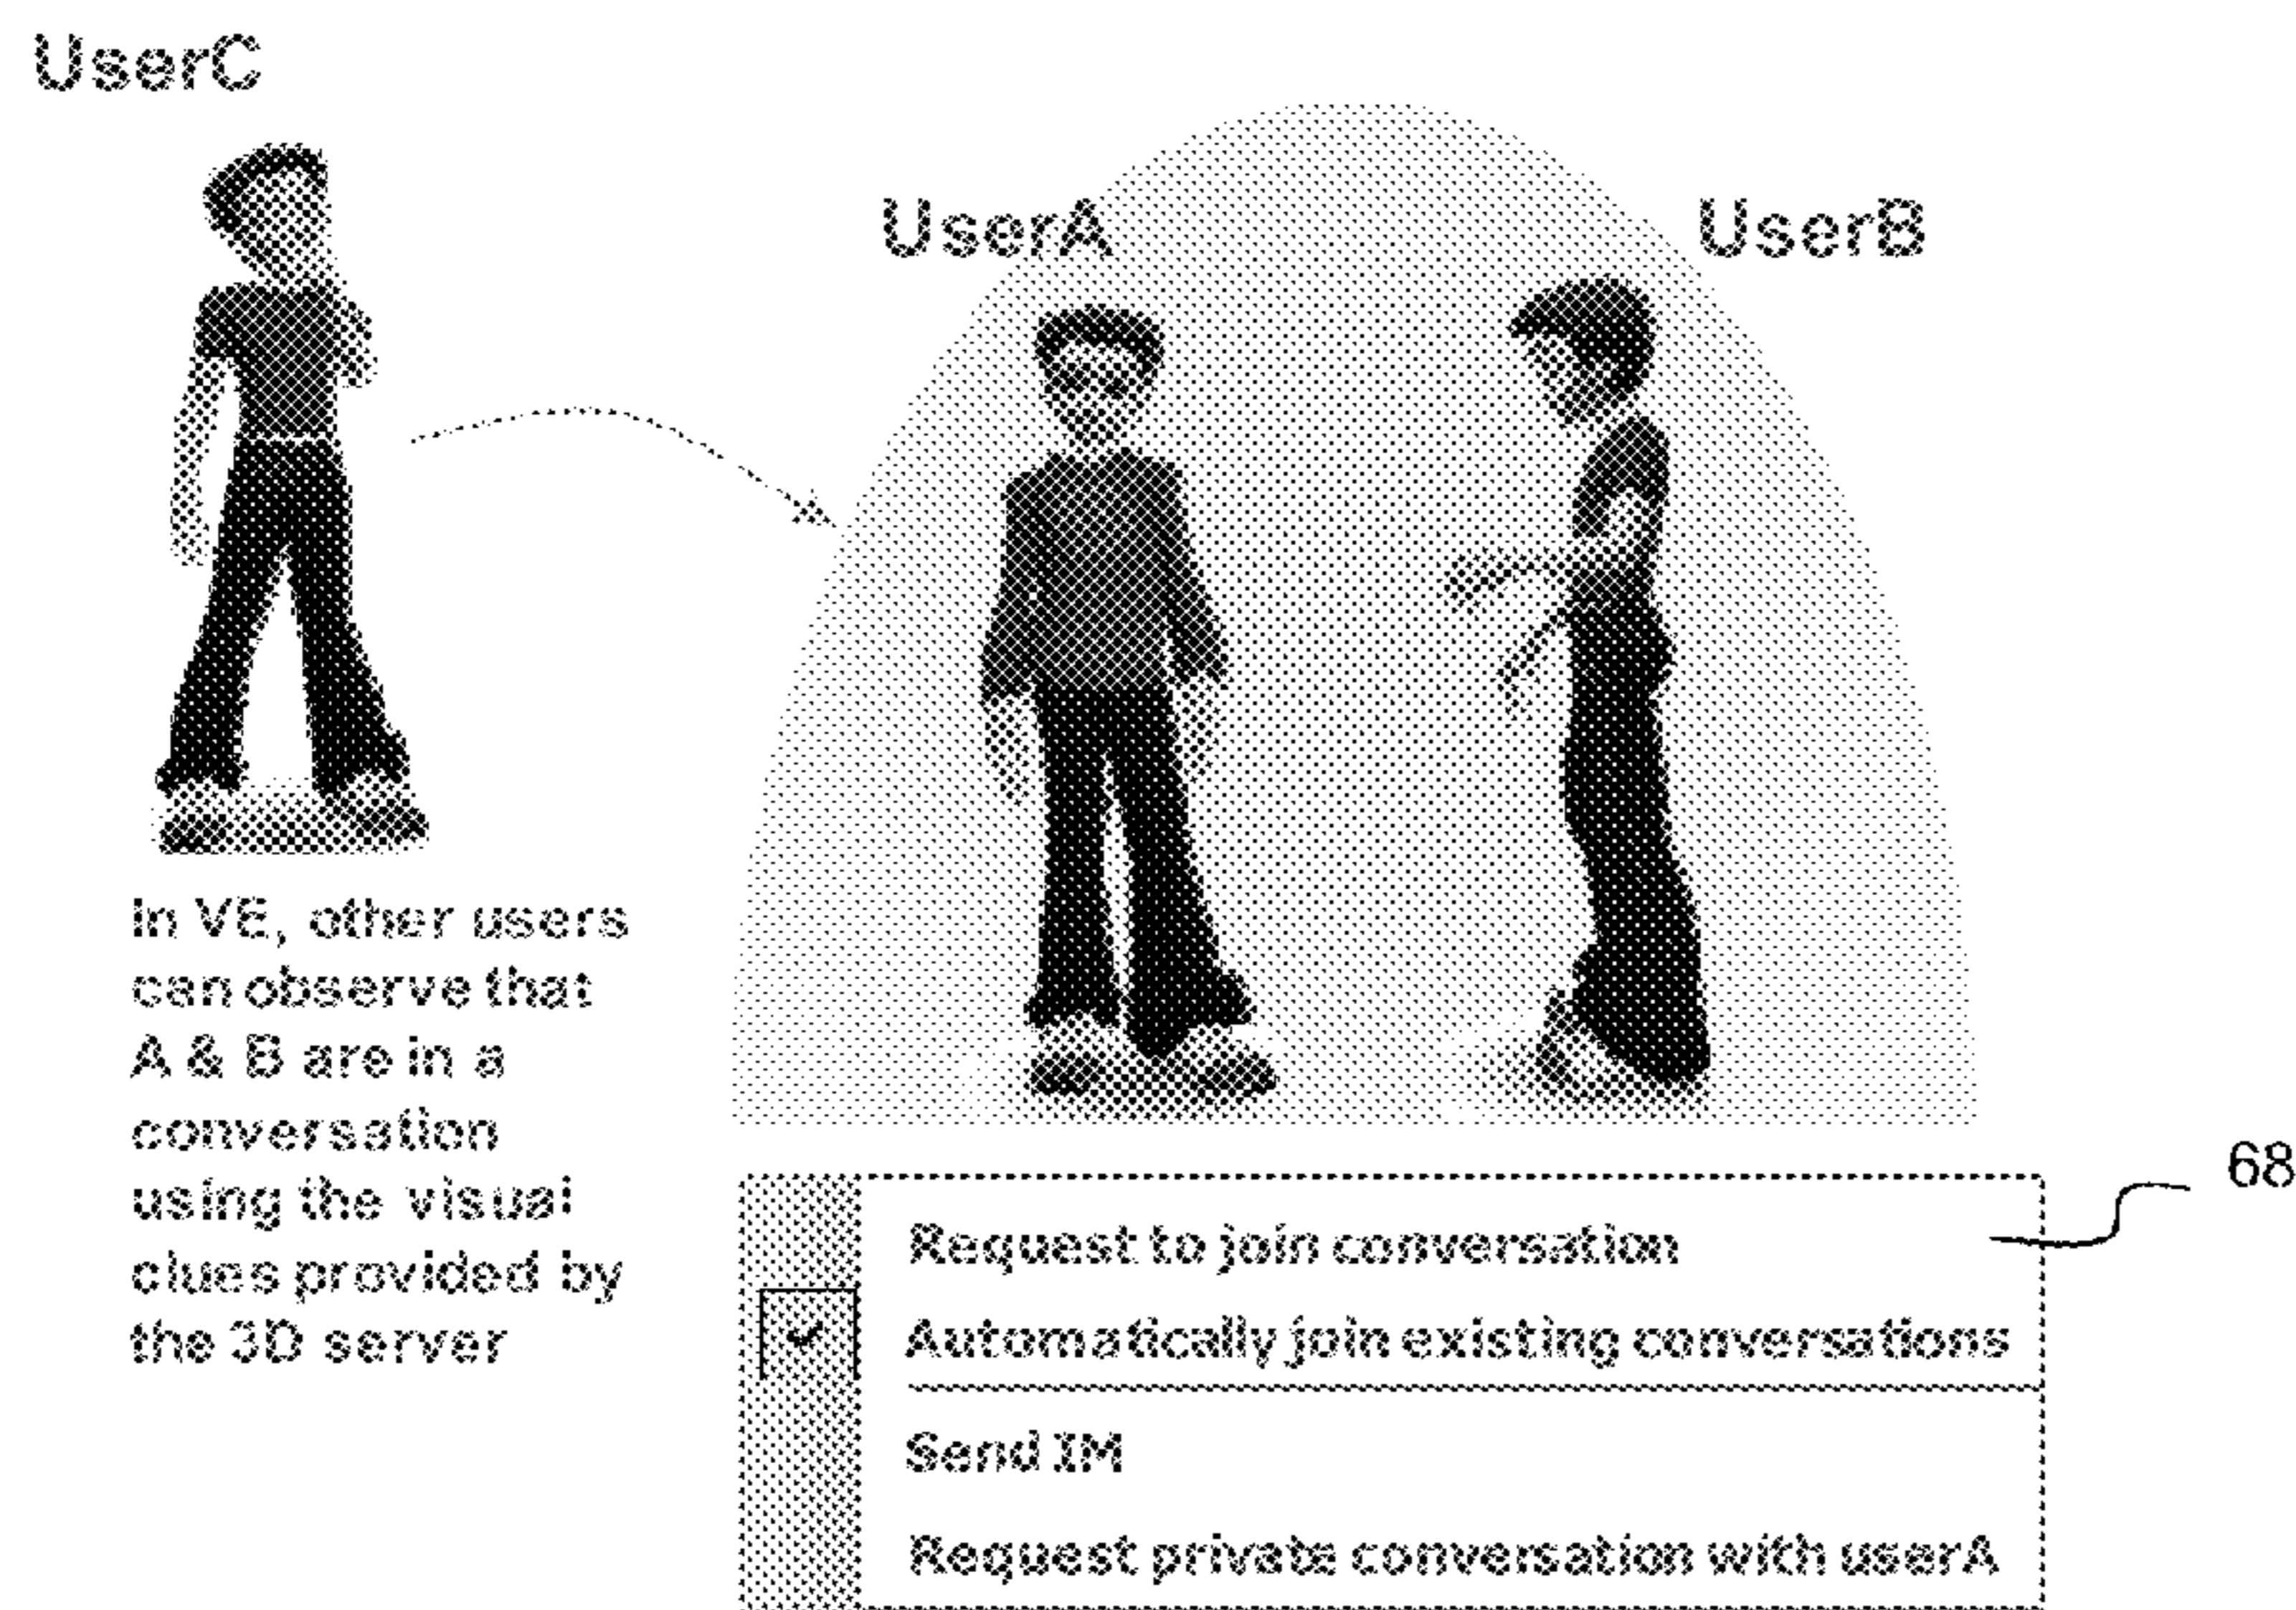 UserC
UserA
UserB
In VE, other users
can observe that
A & B are in a
conversation
using the visual
clues provided by
the 3D server
68
Request to join conversation
Automatically join existing conversations
Send IM
Request private conversation with userA